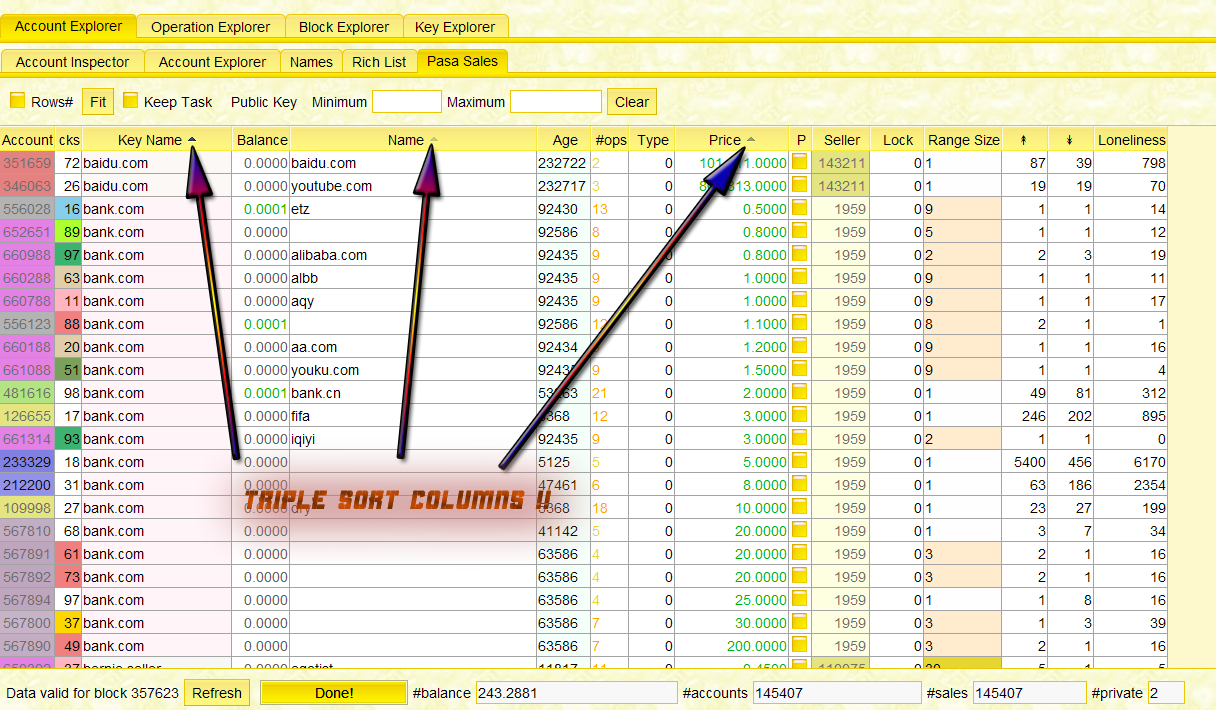 Account Explorer Operation Explorer Block Explorer Key Explorer
Account Inspector Account Explorer Names Rich List Pasa Sales
Rows# Fit Keep Task Public Key Minimum Maximum Clear
Account cks Key Name Balance Name Age #ops Type Price P Seller Lock Range Size ↟ ↡ Loneliness
351659 72 baidu.com 0.0000 baidu.com 232722 2 0 143211 0 1 87 39 798
346063 26 baidu.com 0.0000 youtube.com 232717 3 0 143211 0 1 19 19 70
556028 16 bank.com 0.0001 etz 92430 13 0 0.5000 1959 0 9 1 1 14
652651 89 bank.com 0.0000 92586 8 0 0.8000 1959 0 5 1 1 12
660988 97 bank.com 0.0000 alibaba.com 92435 9 0 0.8000 1959 0 2 2 3 19
660288 63 bank.com 0.0000 albb 92435 9 0 1.0000 1959 0 9 1 1 11
660788 11 bank.com 0.0000 aqy 92435 9 0 1.0000 1959 0 9 1 1 17
556123 88 bank.com 0.0001 92586 0 1.1000 1959 0 8 2 1 1
660188 20 bank.com 0.0000 aa.com 92434 0 1.2000 1959 0 9 1 1 16
661088 51 bank.com 0.0000 youku.com 9 0 1.5000 1959 0 9 1 1 4
481616 98 bank.com 0.0001 bank.cn 21 0 2.0000 1959 0 1 49 81 312
126655 17 bank.com 0.0000 fifa 12 0 3.0000 1959 0 1 246 202 895
661314 93 bank.com 0.0000 iqiyi 92435 9 0 3.0000 1959 0 2 1 1 0
233329 18 bank.com 0.0000 5125 5 0 5.0000 1959 0 1 5400 456 6170
212200 31 bank.com 0.0000 47461 6 0 8.0000 1959 0 1 63 186 2354
TRIPLE SORT COLUMNS !!
109998 27 bank.com 0.0000 18 0 10.0000 1959 0 1 23 27 199
567810 68 bank.com 0.0000 41142 5 0 20.0000 1959 0 1 3 7 34
567891 61 bank.com 0.0000 63586 4 0 20.0000 1959 0 3 2 1 16
567892 73 bank.com 0.0000 63586 4 0 20.0000 1959 0 3 2 1 16
567894 97 bank.com 0.0000 63586 4 0 25.0000 1959 0 1 1 8 16
567800 37 bank.com 0.0000 63586 7 0 30.0000 1959 0 3 1 3 39
567890 49 bank.com 0.0000 63586 7 0 200.0000 1959 0 3 2 1 16
Data valid for block 357623 Refresh Done! #balance 243.2881 #accounts 145407 #sales 145407 #private 2